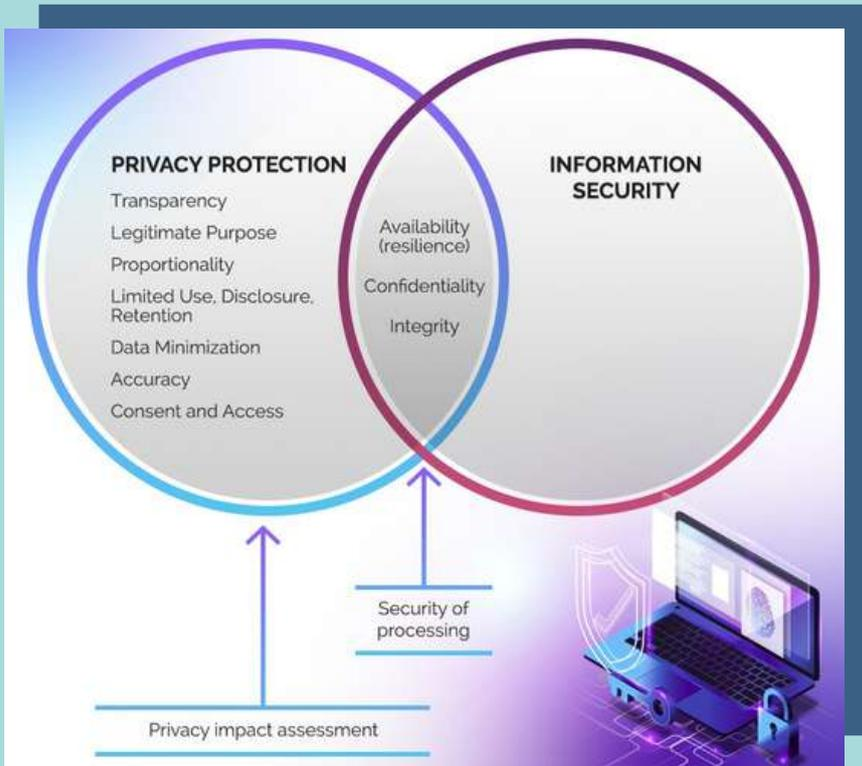 PRIVACY PROTECTION
Transparency
Legitimate Purpose
Proportionality
Limited Use, Disclosure,
Retention
Data Minimization
Accuracy
Consent and Access
Availability
(resilience)
Confidentiality
Integrity
INFORMATION
SECURITY
Security of
processing
Privacy impact assessment